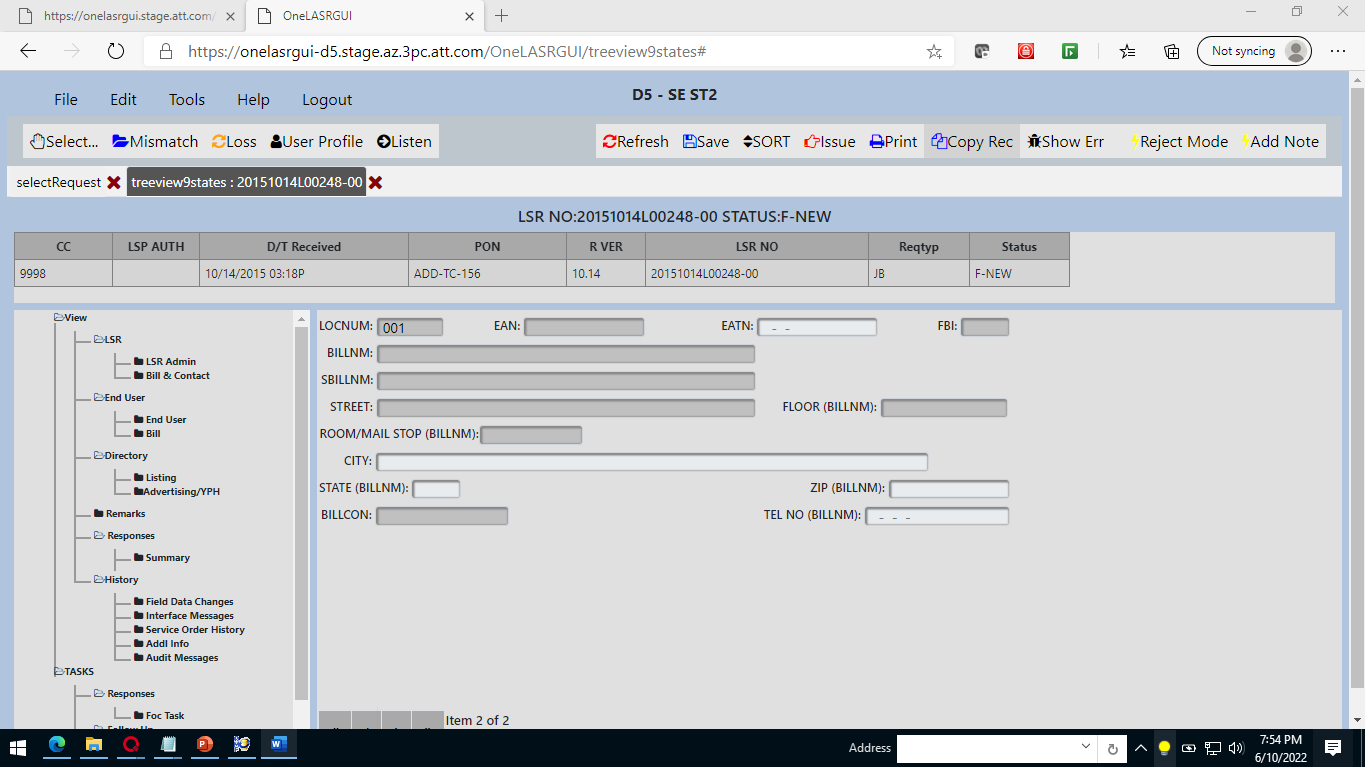 https://onelasrgui.stage.att.com/
OneLASRGUI
https://onelasrgui-d5.stage.az.3pc.att.com/OneLASRGUI/treeview9states#
Not syncing
File Edit Tools Help Logout
D5 - SE ST2
Select... Mismatch Loss User Profile Listen
Refresh Save SORT Issue Print Copy Rec Show Err Reject Mode Add Note
selectRequest treeview9states : 20151014L00248-00
LSR NO:20151014L00248-00 STATUS:F-NEW
CC LSP AUTH D/T Received PON R VER LSR NO Reqtyp Status
9998 10/14/2015 03:18P ADD-TC-156 10.14 20151014L00248-00 JB F-NEW
View
LSR
LSR Admin
Bill & Contact
End User
End User
Bill
Directory
Listing
Advertising/YPH
Remarks
Responses
Summary
History
Field Data Changes
Interface Messages
Service Order History
Addl Info
Audit Messages
TASKS
Responses
Foc Task
Follow Up
LOCNUM: 001 EAN: EATN: _ - _ - FBI:
BILLNM:
SBILLNM:
STREET: FLOOR (BILLNM):
ROOM/MAIL STOP (BILLNM):
CITY:
STATE (BILLNM): ZIP (BILLNM):
BILLCON: TEL NO (BILLNM): _ - _ - _ -
Item 2 of 2
Address
7:54 PM
6/10/2022